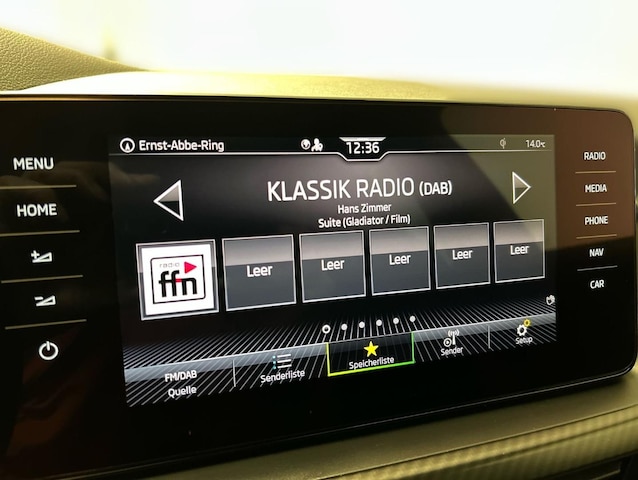 MENU
HOME
Ernst-Abbe-Ring
12:36
14.0°C
KLASSIK RADIO (DAB)
Hans Zimmer
Suite (Gladiator / Film)
RADIO
ffn
Leer
Leer
Leer
Leer
Leer
FM/DAB
Quelle
Senderliste
Speicherliste
Sender
Setup
RADIO
MEDIA
PHONE
NAV
CAR